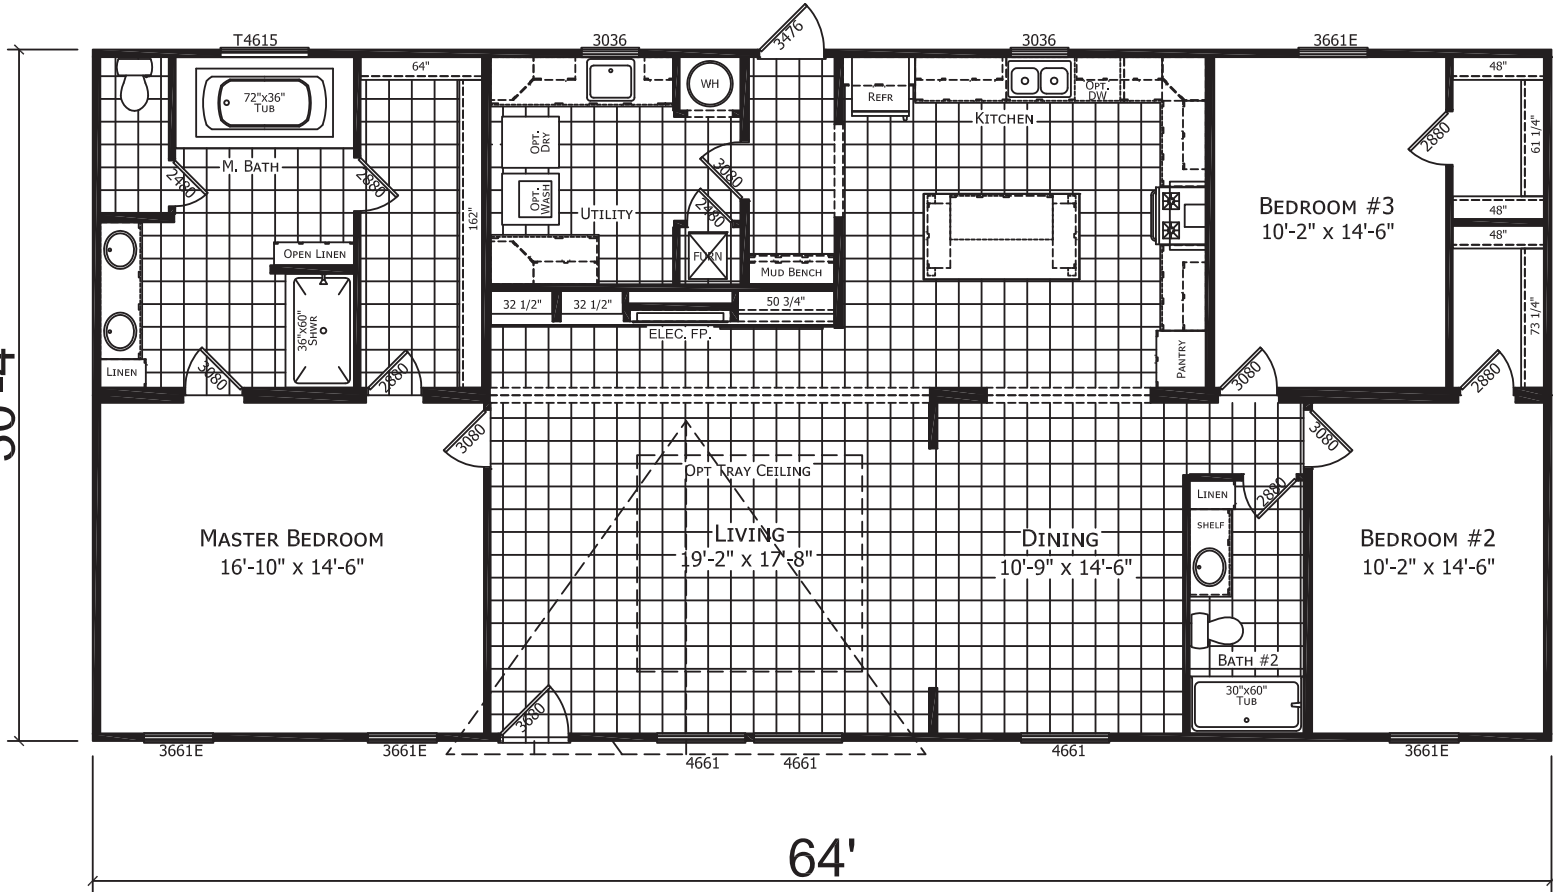 T4615
3036
3476
3036
3661E
64"
48"
72"x36"
TUB
WH
REFR
OPT.
DW
KITCHEN
OPT.
DRY
M. BATH
2480
2880
3080
2880
61 1/4"
OPT.
WASH
UTILITY
2480
162"
BEDROOM #3
10'-2" x 14'-6"
48"
48"
OPEN LINEN
FURN
MUD BENCH
32 1/2"
32 1/2"
50 3/4"
73 1/4"
36"x60"
SHWR
ELEC. FP.
PANTRY
LINEN
3080
2880
3080
2880
3080
3080
OPT TRAY CEILING
LINEN
2880
SHELF
MASTER BEDROOM
16'-10" x 14'-6"
LIVING
19'-2" x 17'-8"
DINING
10'-9" x 14'-6"
BEDROOM #2
10'-2" x 14'-6"
BATH #2
30"x60"
TUB
3680
3661E
3661E
4661
4661
4661
3661E
64'